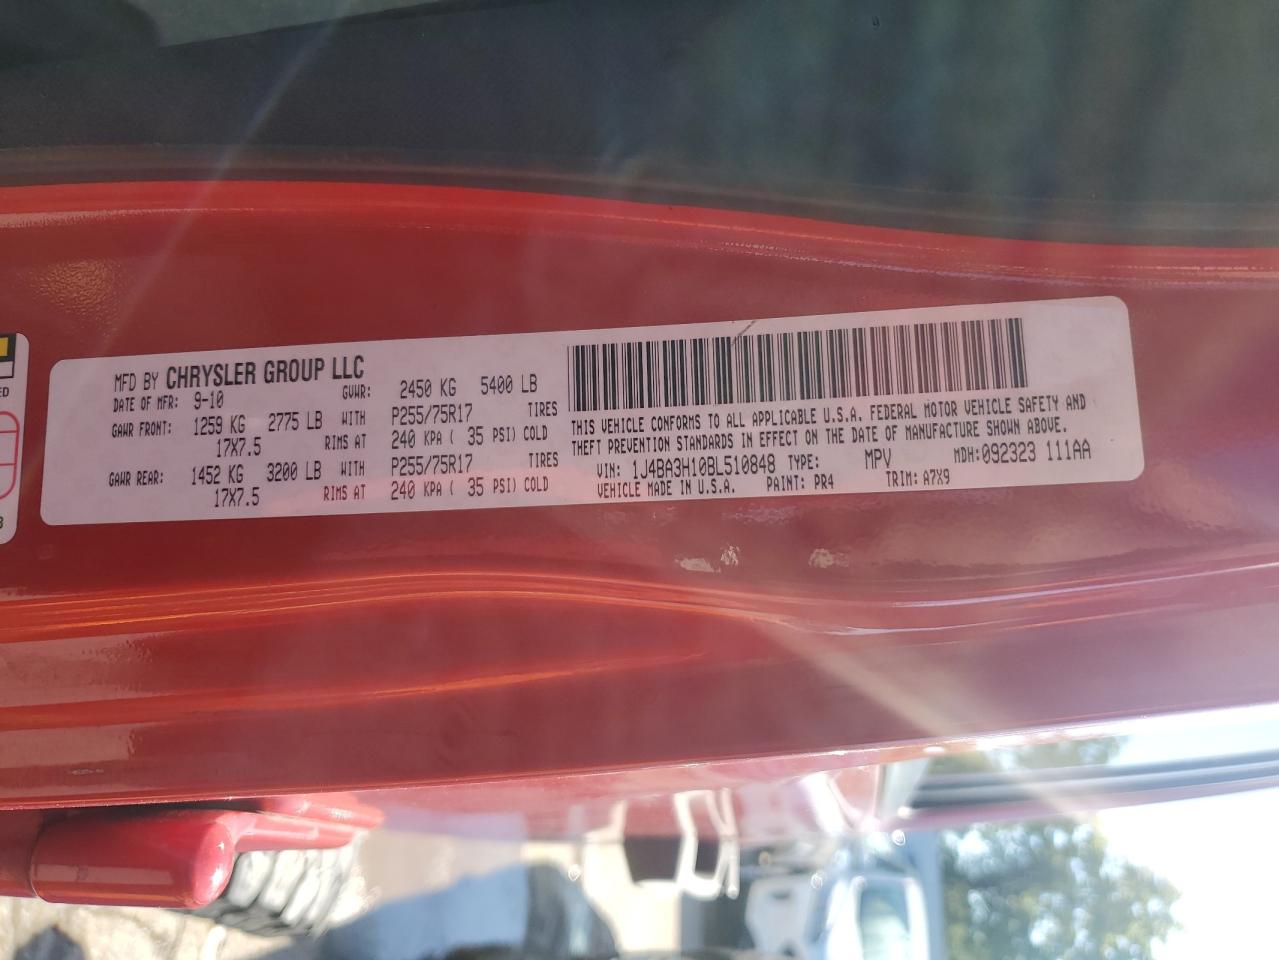 MFD BY CHRYSLER GROUP LLC
DATE OF MFR: 9-10 GVWR: 2450 KG 5400 LB
GAWR FRONT: 1259 KG 2775 LB WITH P255/75R17 TIRES
17X7.5 RIMS AT 240 KPA ( 35 PSI) COLD
GAWR REAR: 1452 KG 3200 LB WITH P255/75R17 TIRES
17X7.5 RIMS AT 240 KPA ( 35 PSI) COLD
THIS VEHICLE CONFORMS TO ALL APPLICABLE U.S.A. FEDERAL MOTOR VEHICLE SAFETY AND
THEFT PREVENTION STANDARDS IN EFFECT ON THE DATE OF MANUFACTURE SHOWN ABOVE.
VIN: 1J4BA3H10BL510848 TYPE: MPV MDH:092323 111AA
VEHICLE MADE IN U.S.A. PAINT: PR4 TRIM: A7X9